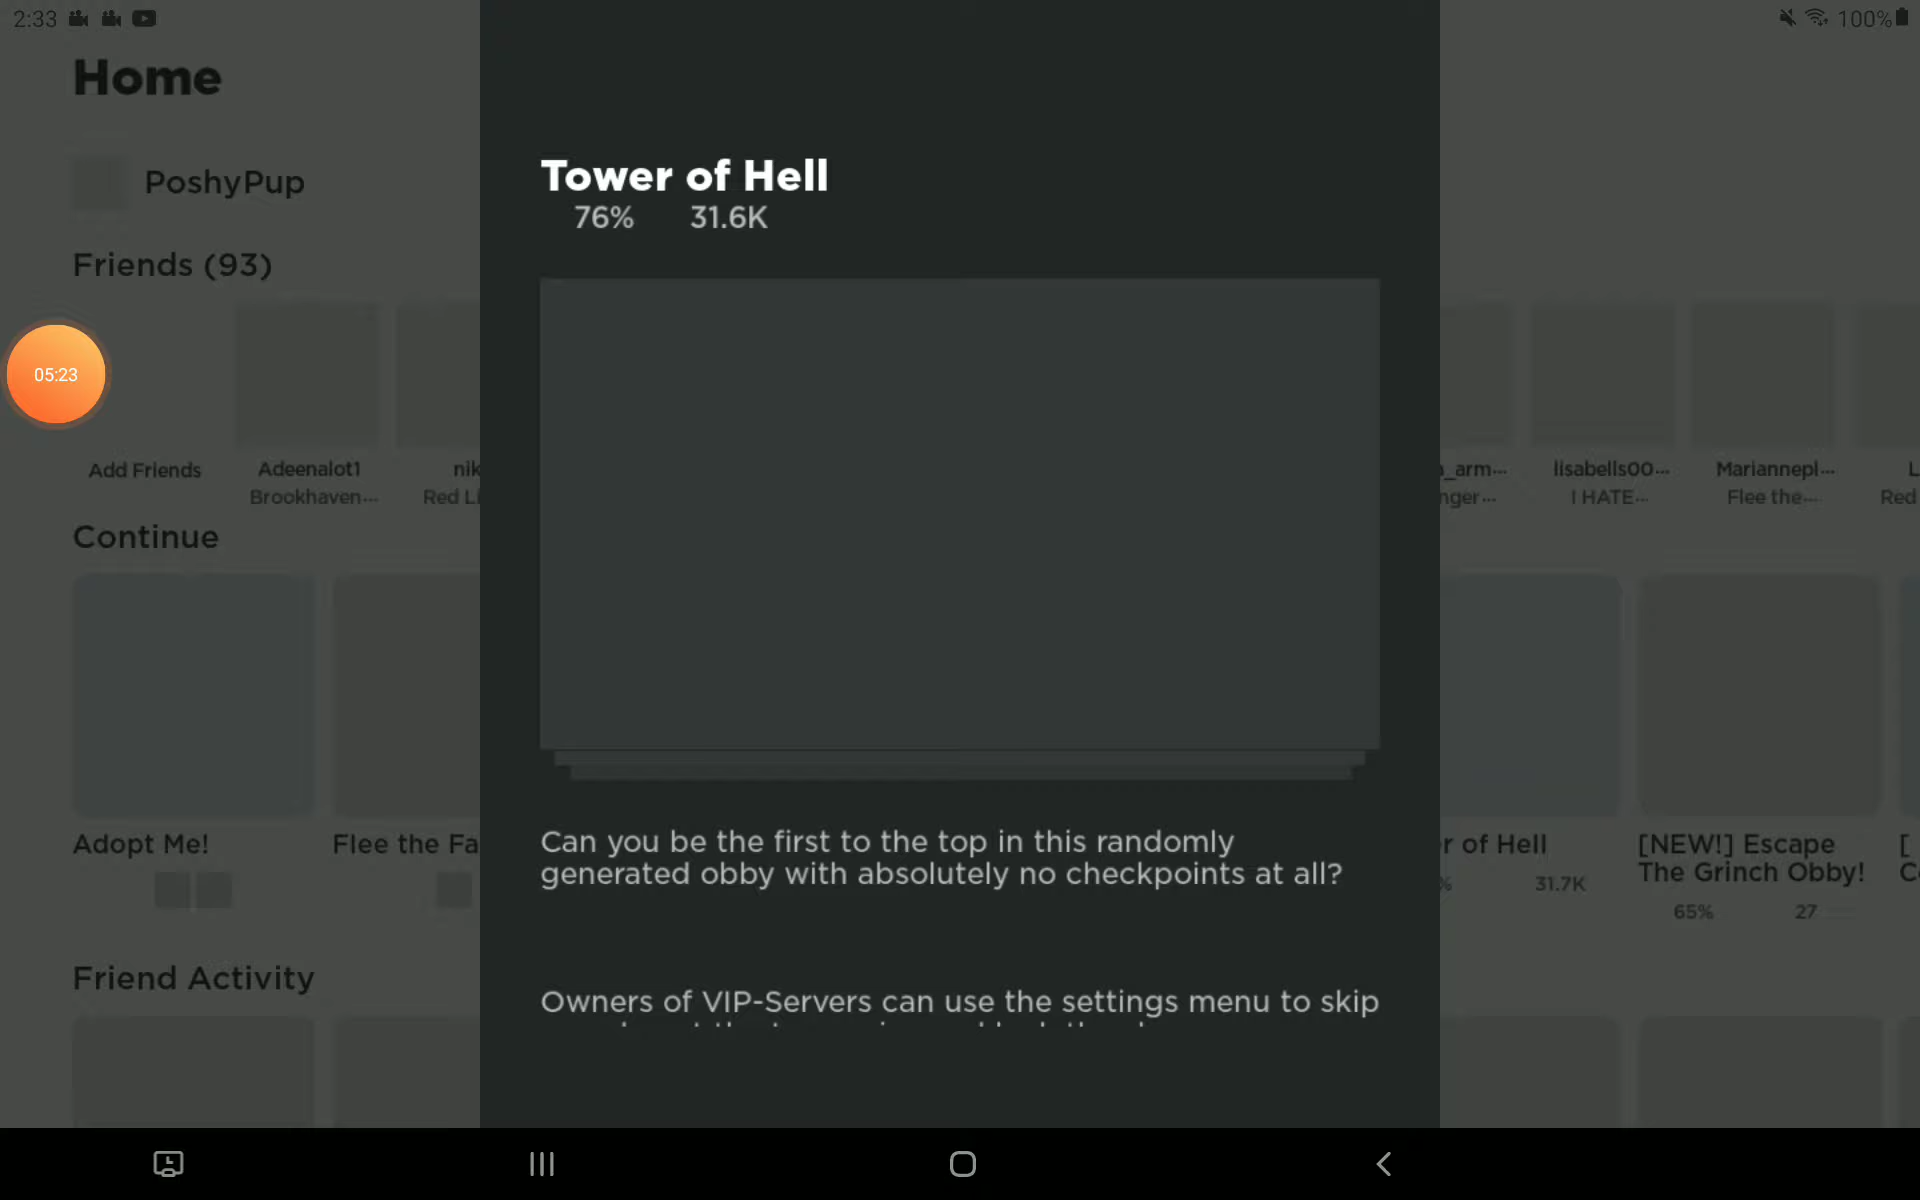 2:33
100%
Home
PoshyPup
Friends (93)
05:23
Add Friends
Adeenalot1
Brookhaven...
nik
Red Li
Continue
Adopt Me!
Flee the Fa
Friend Activity
Tower of Hell
76% 31.6K
Can you be the first to the top in this randomly
generated obby with absolutely no checkpoints at all?
Owners of VIP-Servers can use the settings menu to skip
_arm...
nger...
lisabells00...
I HATE...
Mariannepl...
Flee the...
L
Red
r of Hell
% 31.7K
[NEW!] Escape
The Grinch Obby!
65% 27
[
C